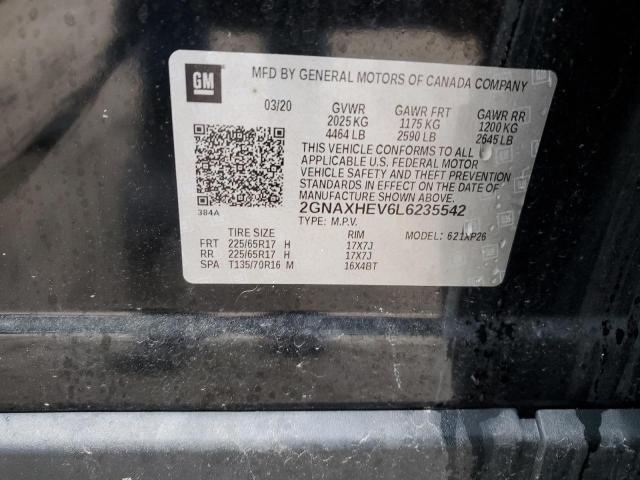 GM
MFD BY GENERAL MOTORS OF CANADA COMPANY
03/20 GVWR GAWR FRT GAWR RR
2025 KG 1175 KG 1200 KG
4464 LB 2590 LB 2645 LB
THIS VEHICLE CONFORMS TO ALL
APPLICABLE U.S. FEDERAL MOTOR
VEHICLE SAFETY AND THEFT PREVENTION
STANDARDS IN EFFECT ON THE DATE OF
MANUFACTURE SHOWN ABOVE.
384A 2GNAXHEV6L6235542
TYPE: M.P.V. MODEL: 621XP26
TIRE SIZE RIM
FRT 225/65R17 H 17X7J
RR 225/65R17 H 17X7J
SPA T135/70R16 M 16X4BT